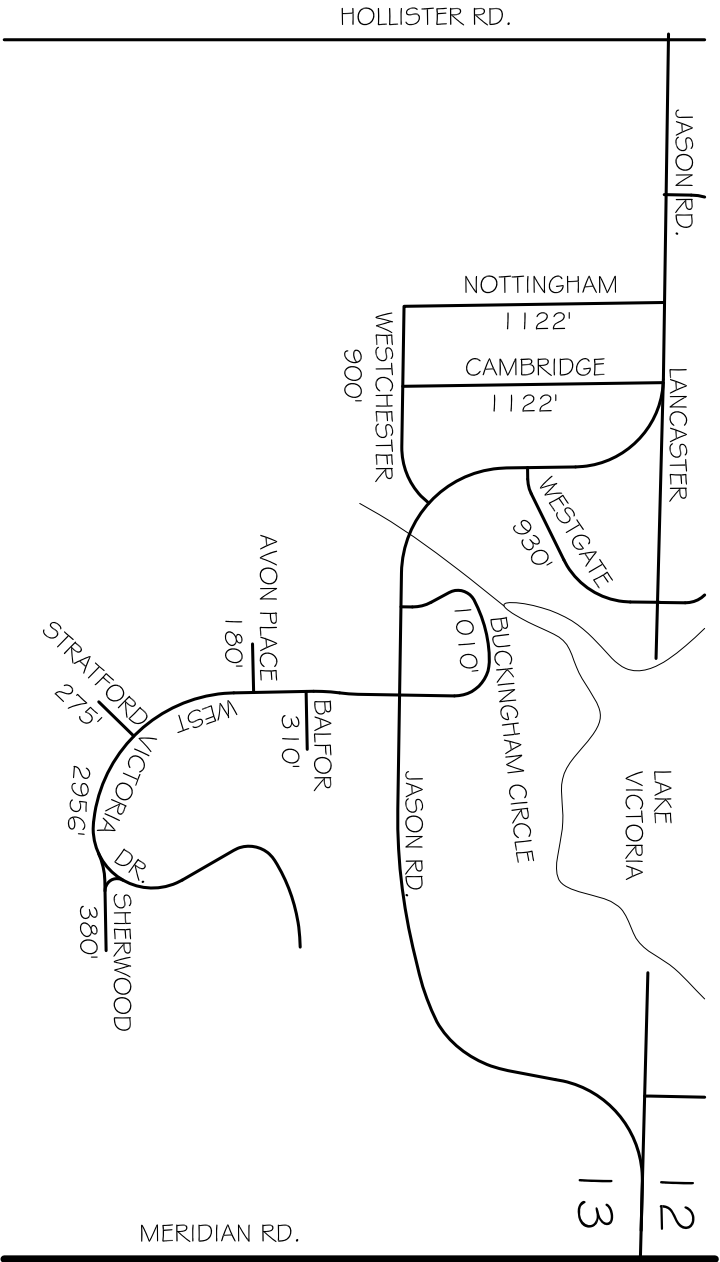 HOLLISTER RD.
JASON RD.
NOTTINGHAM
1122'
WESTCHESTER
900'
CAMBRIDGE
1122'
LANCASTER
WESTGATE
930'
AVON PLACE
180'
1010'
BUCKINGHAM CIRCLE
STRATFORD
275'
WEST
VICTORIA
DR.
2956'
BALFOR
310'
JASON RD.
LAKE
VICTORIA
SHERWOOD
380'
12
13
MERIDIAN RD.